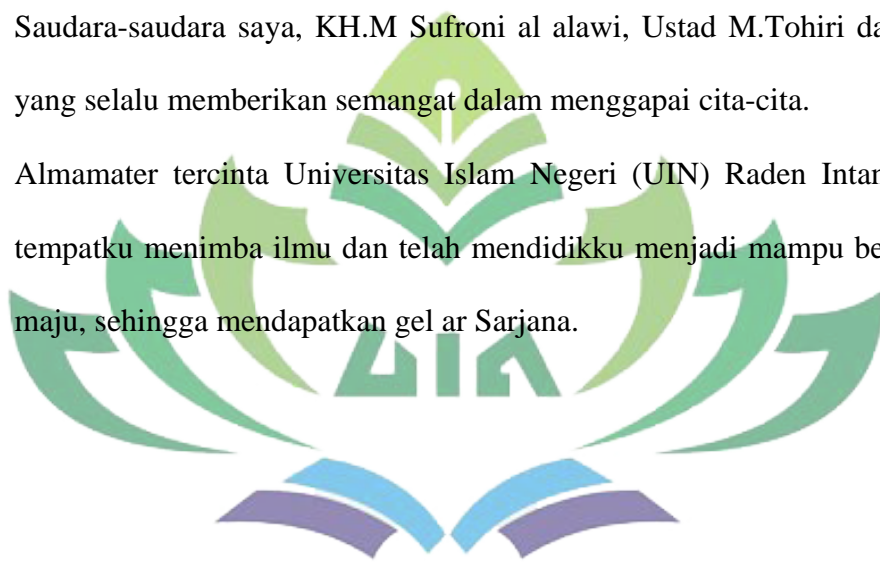 Saudara-saudara saya, KH.M Sufroni al alawi, Ustad M.Tohiri da
yang selalu memberikan semangat dalam menggapai cita-cita.
Almamater tercinta Universitas Islam Negeri (UIN) Raden Intan
tempatku menimba ilmu dan telah mendidikku menjadi mampu be
maju, sehingga mendapatkan gel ar Sarjana.
UIN